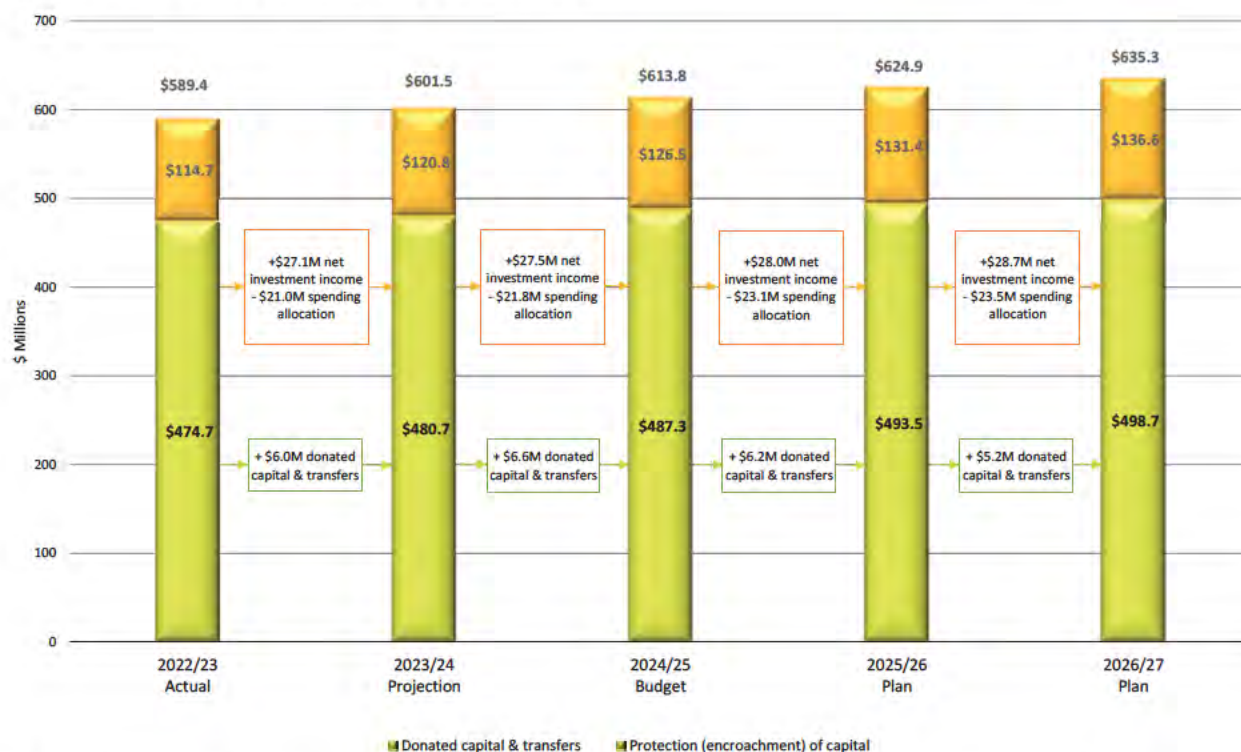 700
600
500
400
300
200
100
0
$ Millions
$589.4
$601.5
$613.8
$624.9
$635.3
$114.7
$120.8
$126.5
$131.4
$136.6
+$27.1M net
investment income
- $21.0M spending
allocation
+$27.5M net
investment income
- $21.8M spending
allocation
+$28.0M net
investment income
- $23.1M spending
allocation
+$28.7M net
investment income
- $23.5M spending
allocation
$474.7
$480.7
$487.3
$493.5
$498.7
+ $6.0M donated
capital & transfers
+ $6.6M donated
capital & transfers
+ $6.2M donated
capital & transfers
+ $5.2M donated
capital & transfers
2022/23
Actual
2023/24
Projection
2024/25
Budget
2025/26
Plan
2026/27
Plan
Donated capital & transfers
Protection (encroachment) of capital